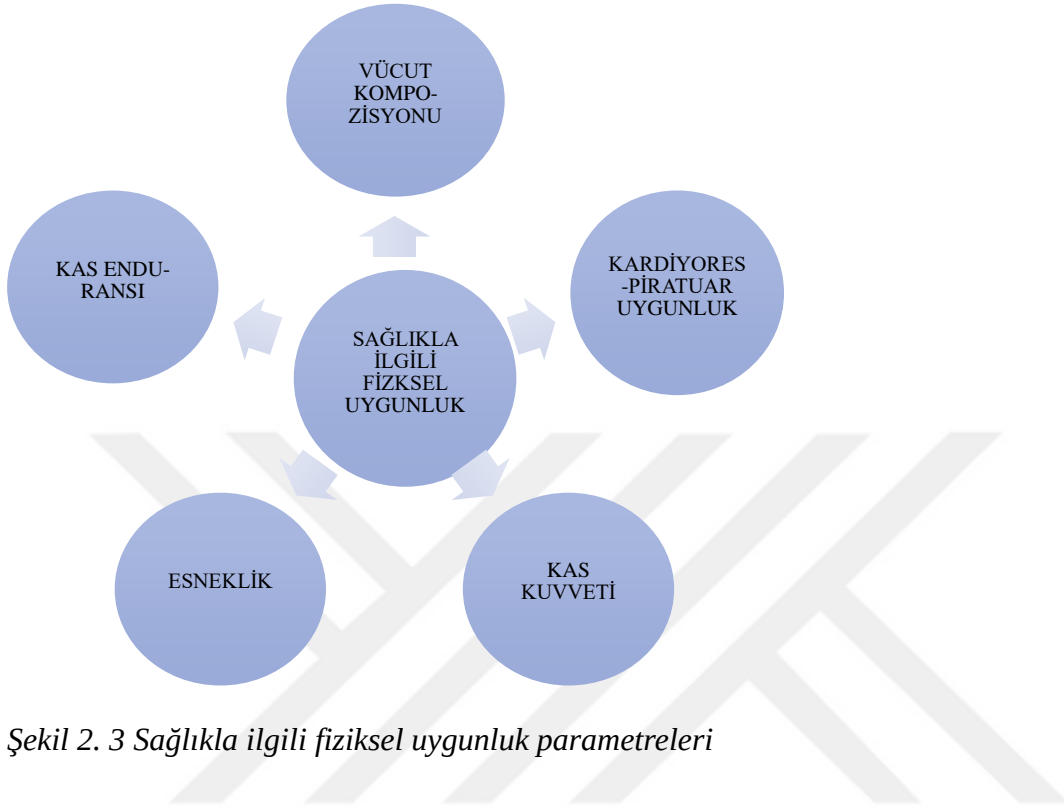 VÜCUT
KOMPO-
ZİSYONU
KARDİYORES
-PİRATUAR
UYGUNLUK
KAS
KUVVETİ
ESNEKLİK
KAS ENDU-
RANSI
SAĞLIKLA
İLGİLİ
FİZKSEL
UYGUNLUK
Şekil 2. 3 Sağlıkla ilgili fiziksel uygunluk parametreleri